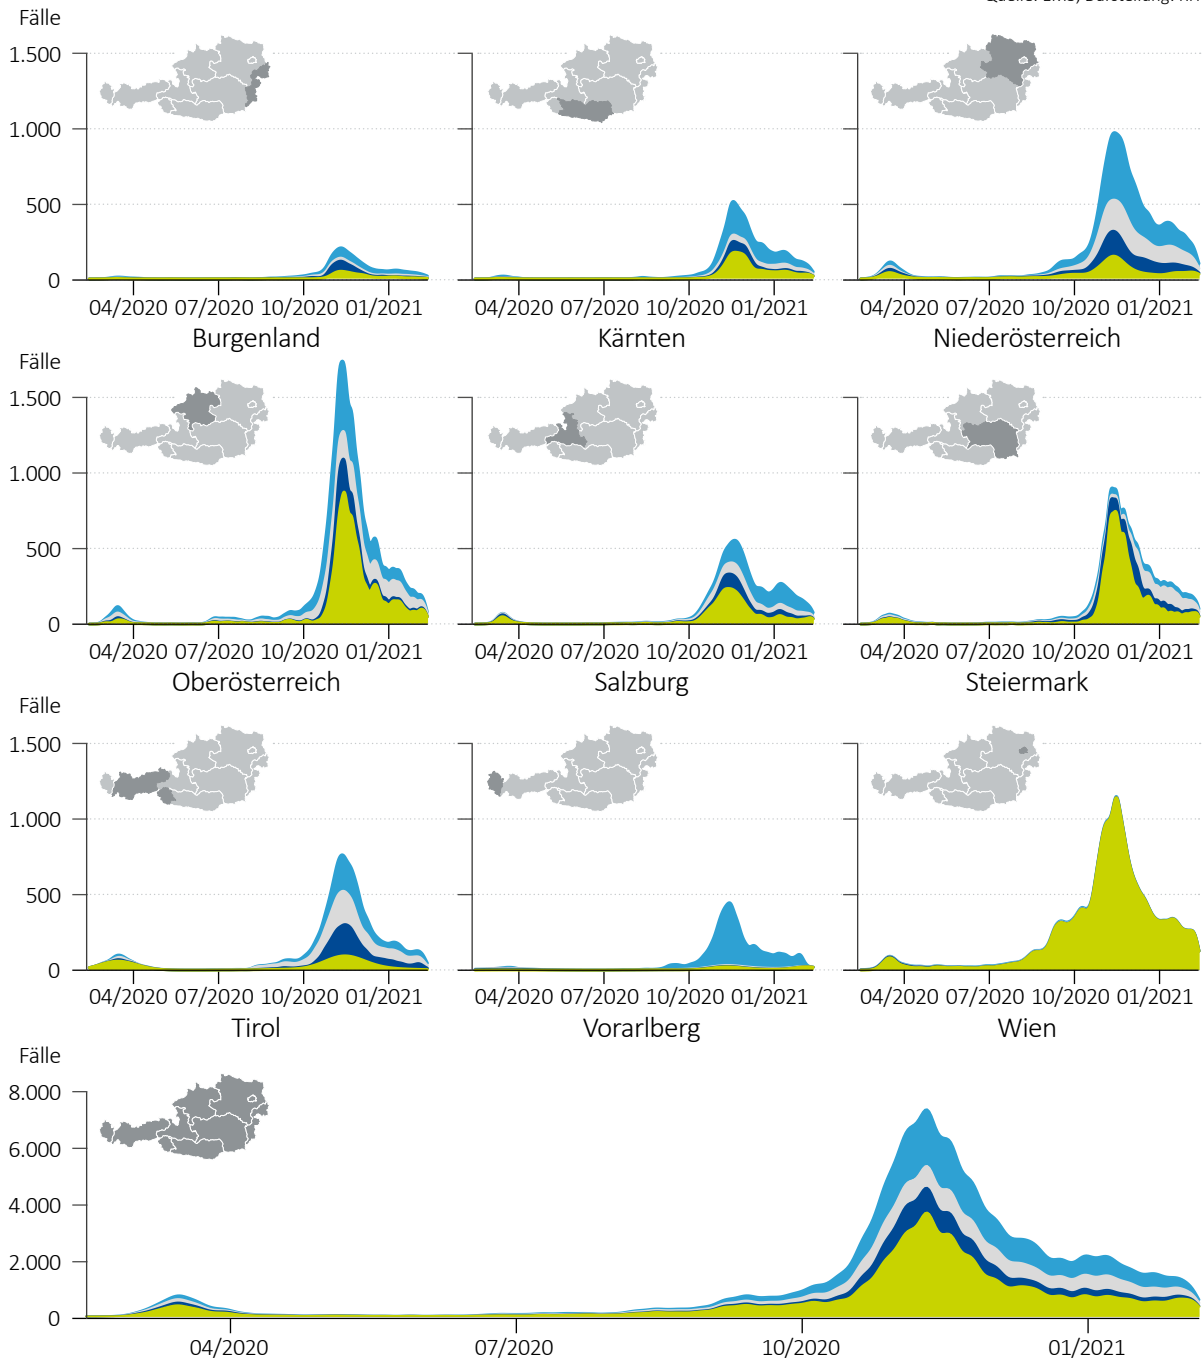 Fälle
1.500
1.000
500
0
04/2020 07/2020 10/2020 01/2021 04/2020 07/2020 10/2020 01/2021 04/2020 07/2020 10/2020 01/2021
Burgenland Kärnten Niederösterreich
Fälle
1.500
1.000
500
0
04/2020 07/2020 10/2020 01/2021 04/2020 07/2020 10/2020 01/2021 04/2020 07/2020 10/2020 01/2021
Oberösterreich Salzburg Steiermark
Fälle
1.500
1.000
500
0
04/2020 07/2020 10/2020 01/2021 04/2020 07/2020 10/2020 01/2021 04/2020 07/2020 10/2020 01/2021
Tirol Vorarlberg Wien
Fälle
8.000
6.000
4.000
2.000
0
04/2020 07/2020 10/2020 01/2021